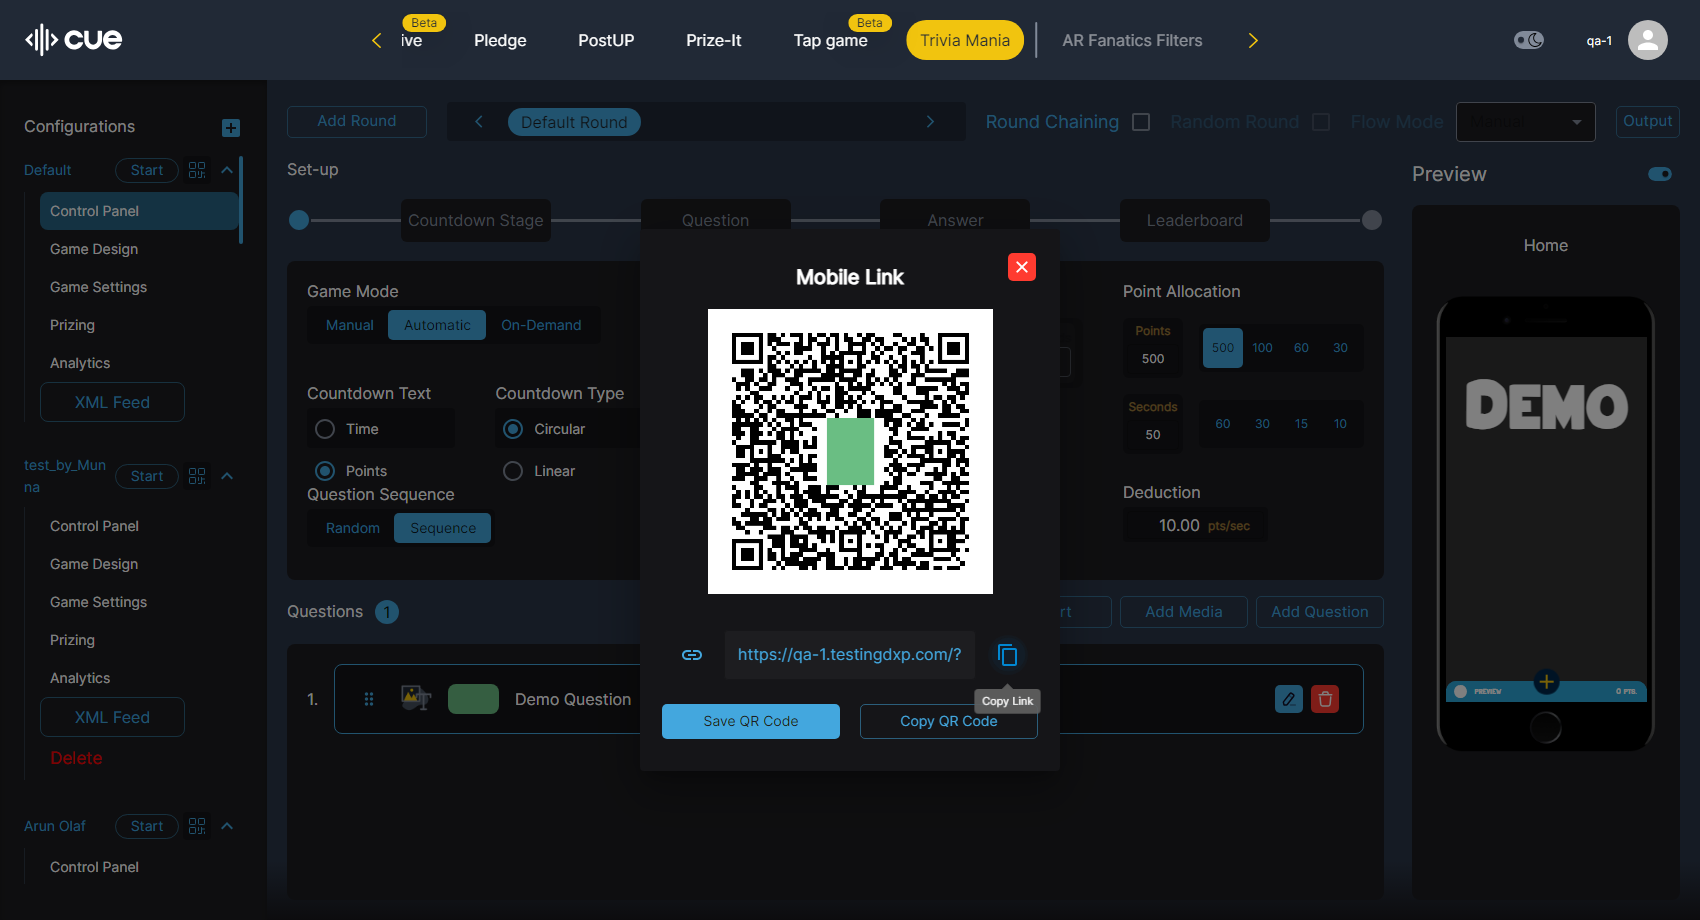 cue
ive
Beta
Pledge
PostUP
Prize-It
Tap game
Beta
Trivia Mania
AR Fanatics Filters
qa-1
Configurations
Default
Start
Control Panel
Game Design
Game Settings
Prizing
Analytics
XML Feed
test_by_Mun
na
Start
Control Panel
Game Design
Game Settings
Prizing
Analytics
XML Feed
Delete
Arun Olaf
Start
Control Panel
Add Round
Default Round
Round Chaining
Random Round
Flow Mode
Manual
Output
Set-up
Countdown Stage
Question
Answer
Leaderboard
Game Mode
Manual
Automatic
On-Demand
Countdown Text
Time
Points
Countdown Type
Circular
Linear
Question Sequence
Random
Sequence
Point Allocation
Points
500
500
100
60
30
Seconds
50
60
30
15
10
Deduction
10.00 pts/sec
Questions 1
rt
Add Media
Add Question
1.
Demo Question
Mobile Link
https://qa-1.testingdxp.com/?
Copy Link
Save QR Code
Copy QR Code
Preview
Home
DEMO
PREVIEW
0 PTS.